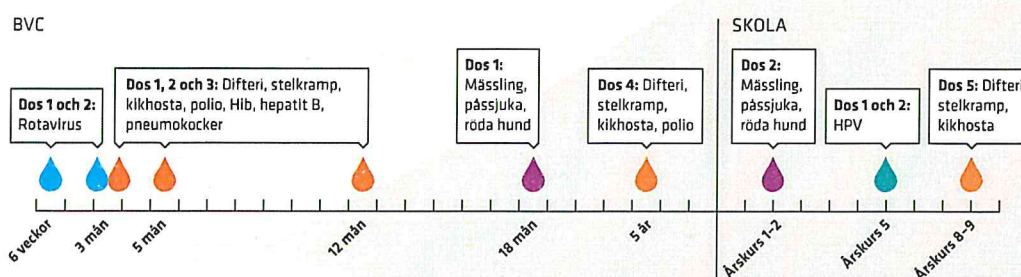 BVC
SKOLA
Dos 1 och 2:
Rotavirus
Dos 1, 2 och 3: Difteri, stelkramp,
kikhosta, polio, Hib, hepatit B,
pneumokocker
Dos 1:
Mässling,
påssjuka,
röda hund
Dos 4: Difteri,
stelkramp,
kikhosta, polio
Dos 2:
Mässling,
påssjuka,
röda hund
Dos 1 och 2:
HPV
Dos 5: Difteri,
stelkramp,
kikhosta
6 veckor
3 mån
5 mån
12 mån
18 mån
5 år
Årskurs 1–2
Årskurs 5
Årskurs 8–9